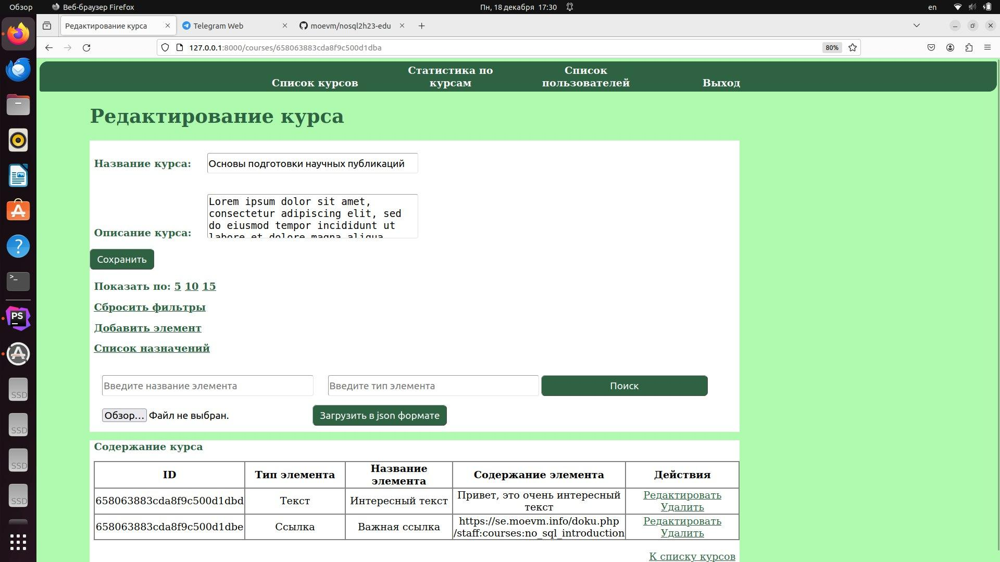 Обзор Веб-браузер Firefox Пн, 18 декабря 17:30 en
Редактирование курса Telegram Web moevm/nosql2h23-edu
127.0.0.1:8000/courses/658063883cda8f9c500d1dba 80%
Список курсов
Статистика по
курсам
Список
пользователей
Выход
Редактирование курса
Название курса: Основы подготовки научных публикаций
Описание курса:
Lorem ipsum dolor sit amet,
consectetur adipiscing elit, sed
do eiusmod tempor incididunt ut
labore et dolore magna aliqua
Сохранить
Показать по: 5 10 15
Сбросить фильтры
Добавить элемент
Список назначений
Введите название элемента Введите тип элемента Поиск
Обзор... Файл не выбран. Загрузить в json формате
Содержание курса
ID
Тип элемента
Название
элемента
Содержание элемента
Действия
658063883cda8f9c500d1dbd
Текст
Интересный текст
Привет, это очень интересный
текст
Редактировать
Удалить
658063883cda8f9c500d1dbe
Ссылка
Важная ссылка
https://se.moevm.info/doku.php
/staff:courses:no_sql_introduction
Редактировать
Удалить
К списку курсов
>_
PS
SSD
SSD
SSD
SSD